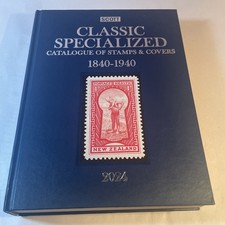 SCOTT
CLASSIC
SPECIALIZED
CATALOGUE OF STAMPS & COVERS
1840-1940
NEW ZEALAND
2024